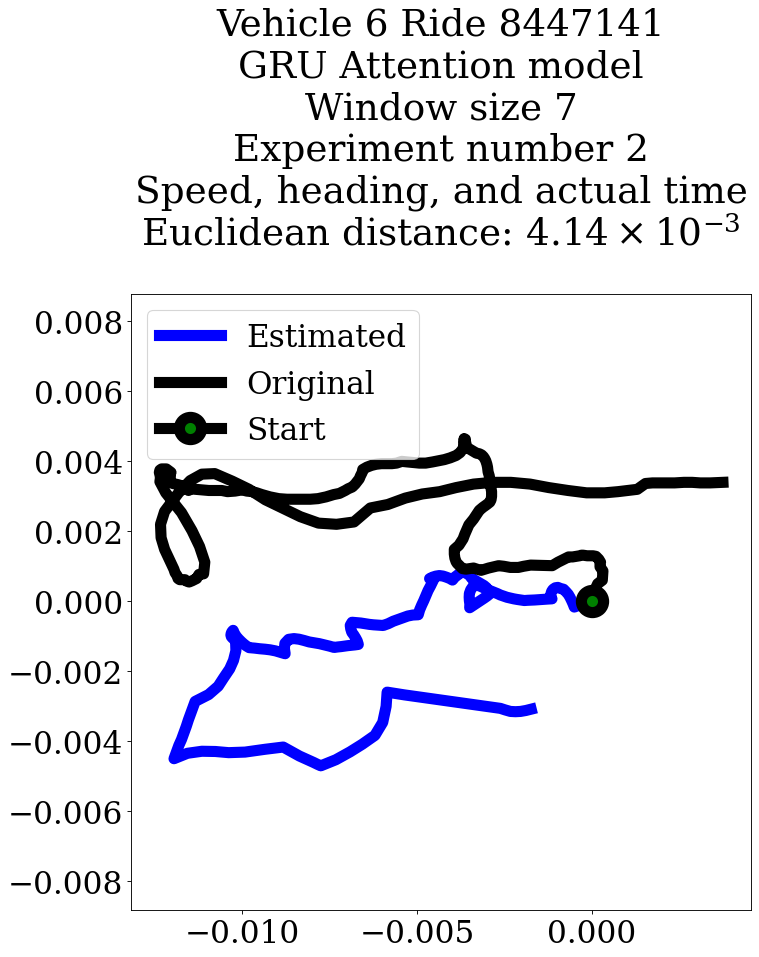 Vehicle 6 Ride 8447141
GRU Attention model
Window size 7
Experiment number 2
Speed, heading, and actual time
Euclidean distance: 4.14 × 10⁻³
Estimated
Original
Start
0.008
0.006
0.004
0.002
0.000
−0.002
−0.004
−0.006
−0.008
−0.010 −0.005 0.000